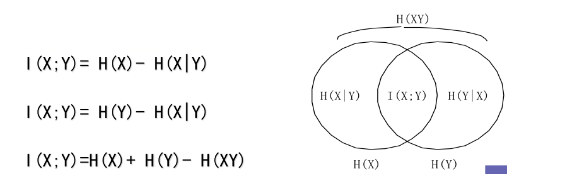 I(X;Y)= H(X)- H(X|Y)
I(X;Y)= H(Y)- H(X|Y)
I(X;Y)=H(X)+ H(Y)- H(XY)
H(XY)
H(X|Y) I(X;Y) H(Y|X)
H(X) H(Y)